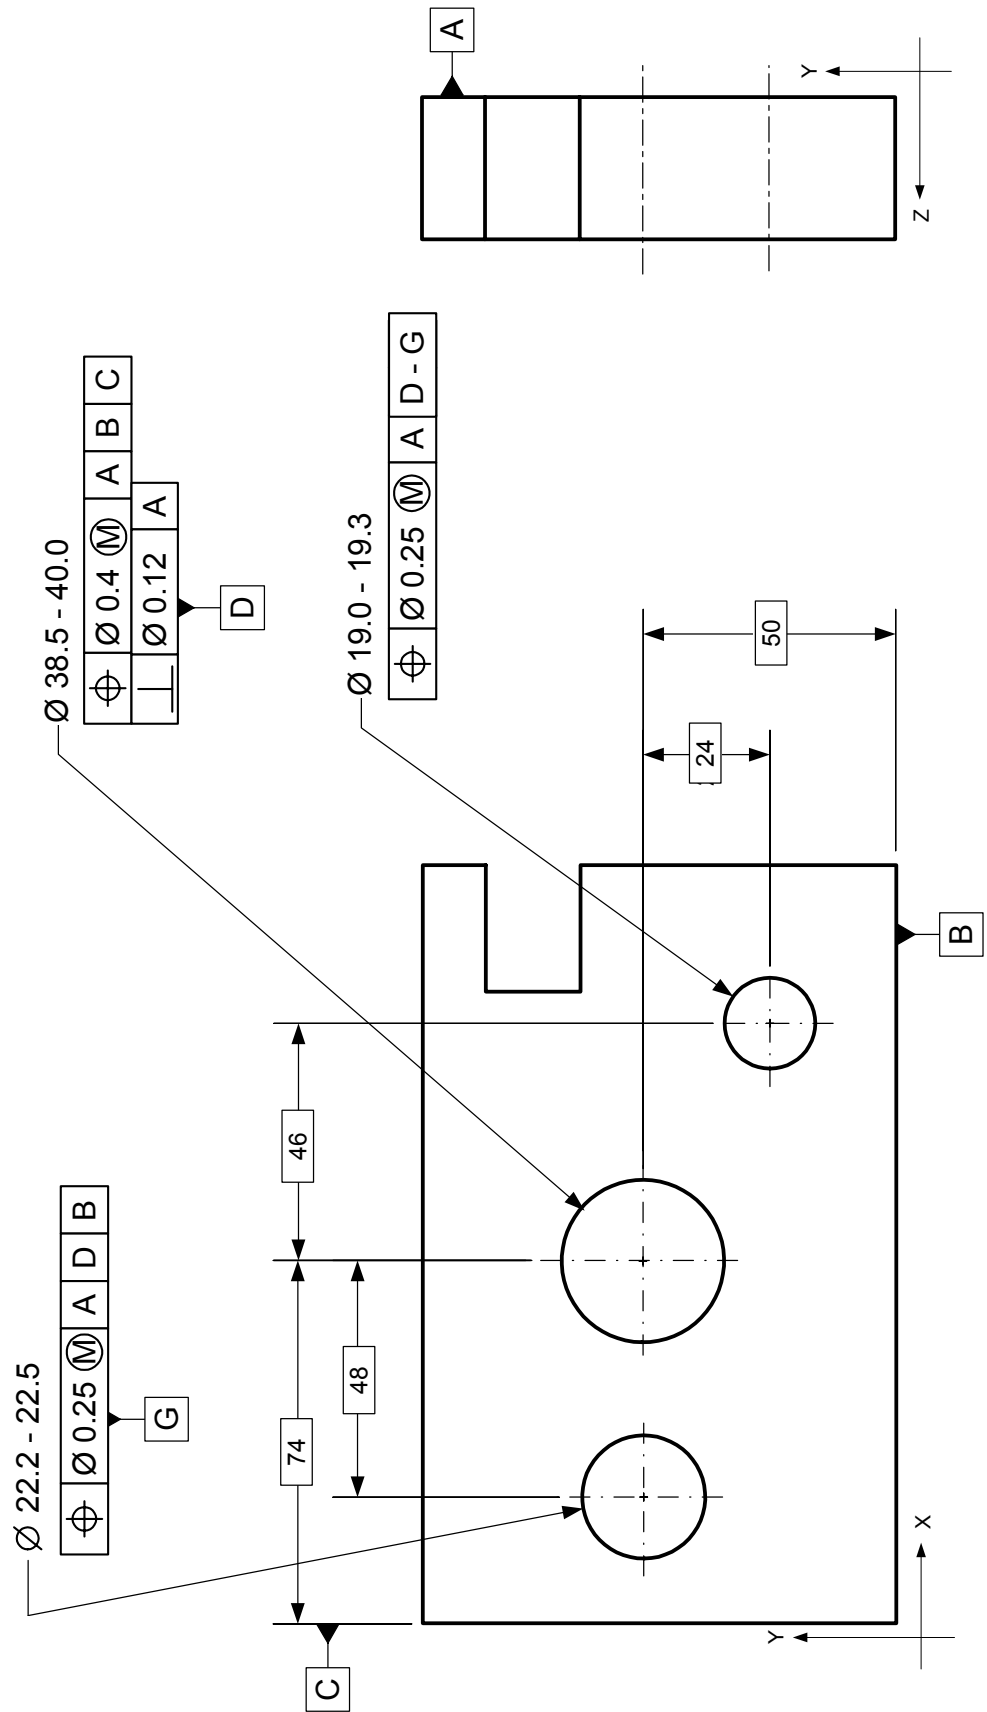 Ø 22.2 - 22.5
⌖ Ø 0.25 Ⓜ A D B
G
Ø 38.5 - 40.0
⌖ Ø 0.4 Ⓜ A B C
⊥ Ø 0.12 A
D
Ø 19.0 - 19.3
⌖ Ø 0.25 Ⓜ A D - G
C
74
46
48
24
50
B
Y
X
A
Y
Z